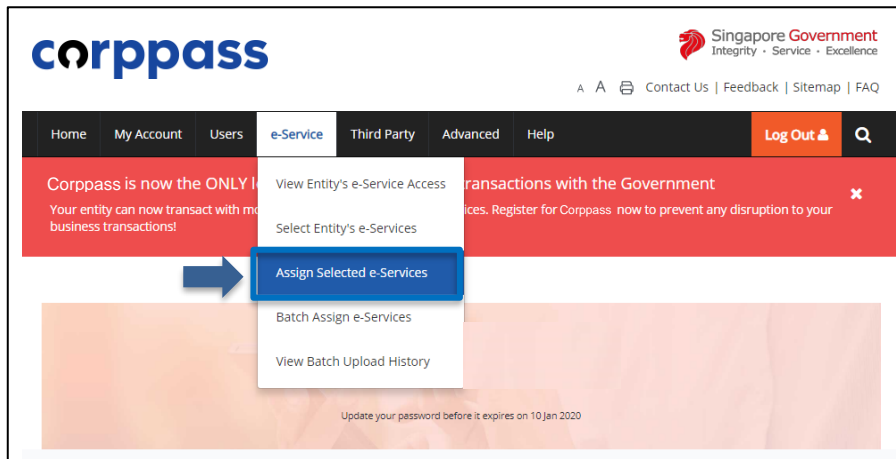 corppass
Singapore Government
Integrity · Service · Excellence
A A Contact Us | Feedback | Sitemap | FAQ
Home My Account Users e-Service Third Party Advanced Help Log Out
Corppass is now the ONLY l ransactions with the Government
Your entity can now transact with mo ices. Register for Corppass now to prevent any disruption to your
business transactions!
View Entity's e-Service Access
Select Entity's e-Services
Assign Selected e-Services
Batch Assign e-Services
View Batch Upload History
Update your password before it expires on 10 Jan 2020